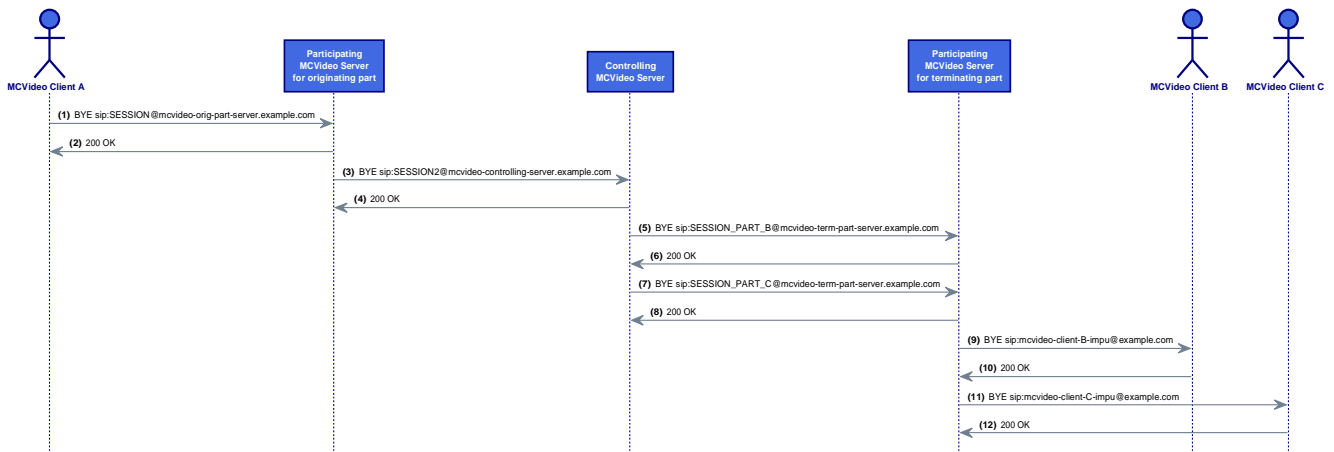 Participating
MCVideo Server
for originating part
Controlling
MCVideo Server
Participating
MCVideo Server
for terminating part
MCVideo Client A
MCVideo Client B
MCVideo Client C
(1) BYE sip:SESSION@mcvideo-orig-part-server.example.com
(2) 200 OK
(3) BYE sip:SESSION2@mcvideo-controlling-server.example.com
(4) 200 OK
(5) BYE sip:SESSION_PART_B@mcvideo-term-part-server.example.com
(6) 200 OK
(7) BYE sip:SESSION_PART_C@mcvideo-term-part-server.example.com
(8) 200 OK
(9) BYE sip:mcvideo-client-B-impu@example.com
(10) 200 OK
(11) BYE sip:mcvideo-client-C-impu@example.com
(12) 200 OK